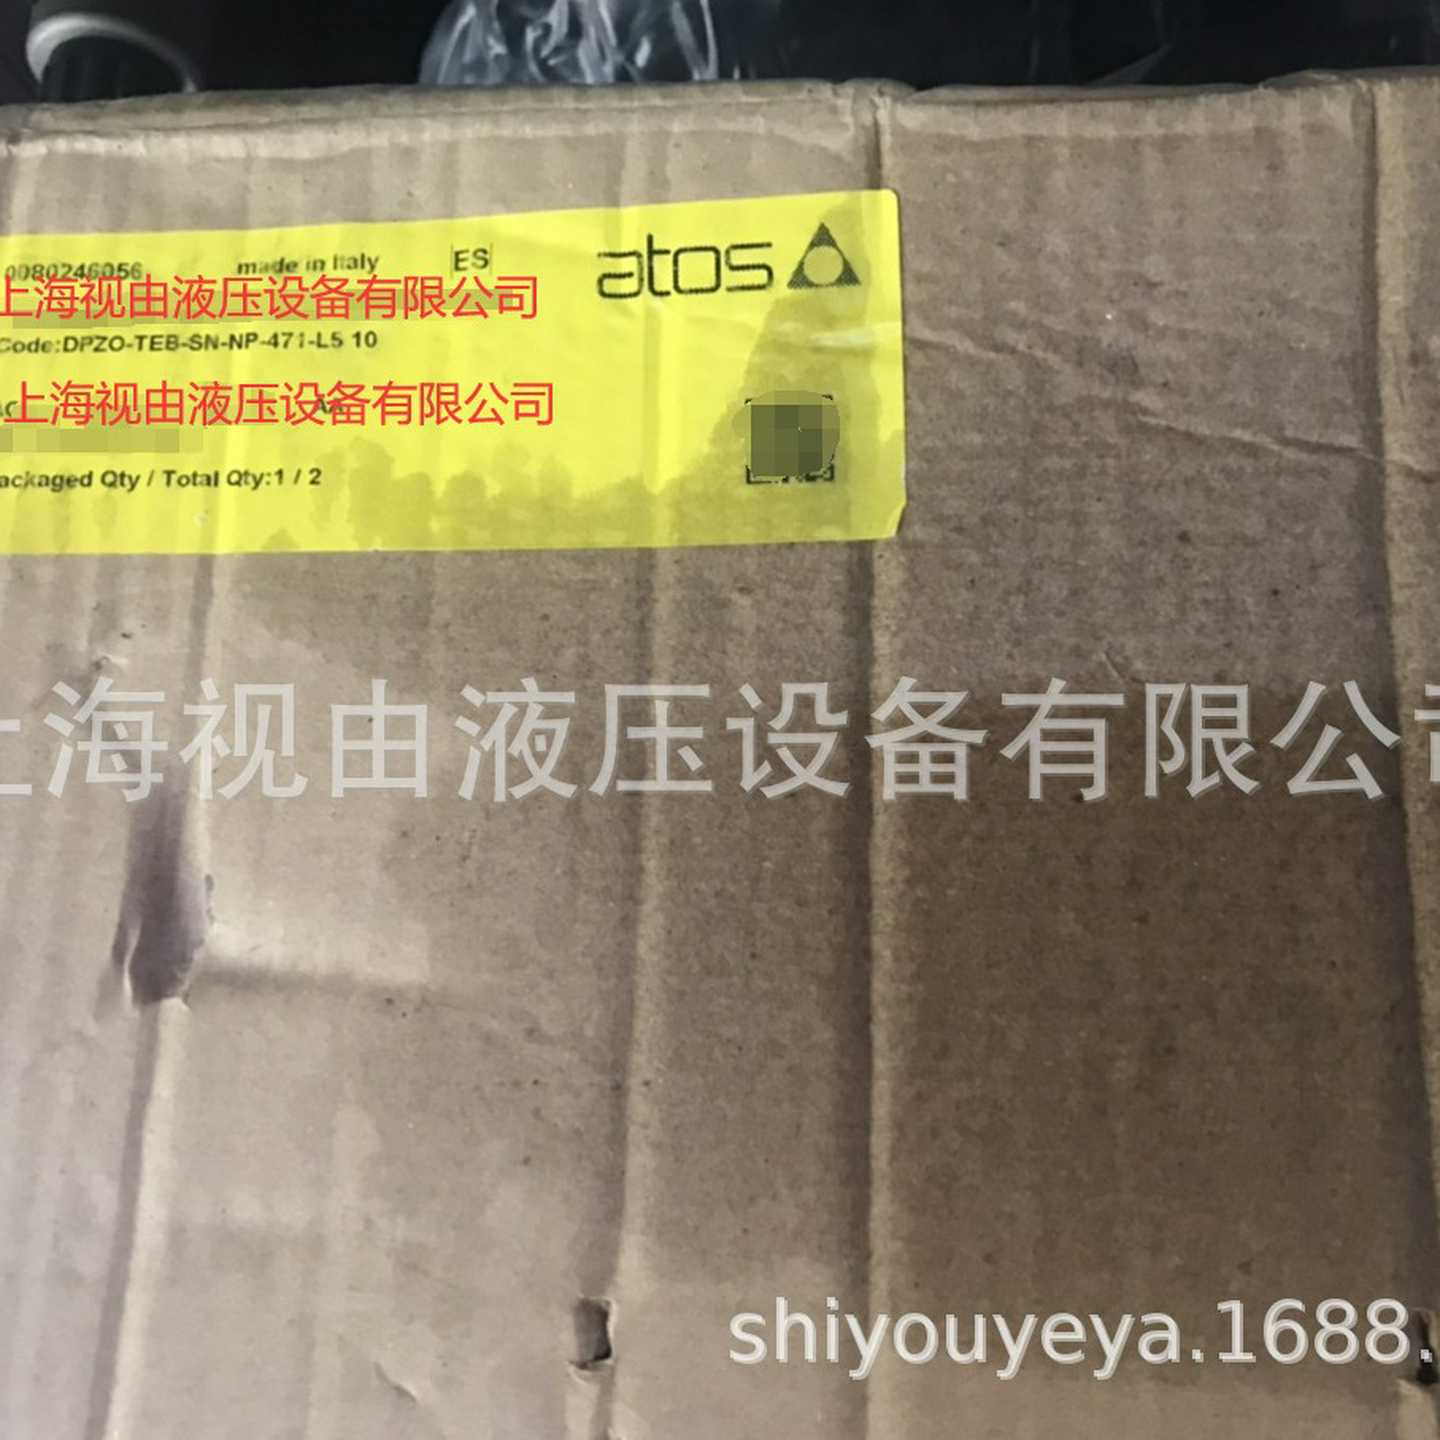 0080246056 made in Italy ES atos
上海视由液压设备有限公司
Code:DPZO-TEB-SN-NP-471-L5 10
上海视由液压设备有限公司
ackaged Qty / Total Qty:1 / 2
上海视由液压设备有限公司
shiyouyeya.1688.